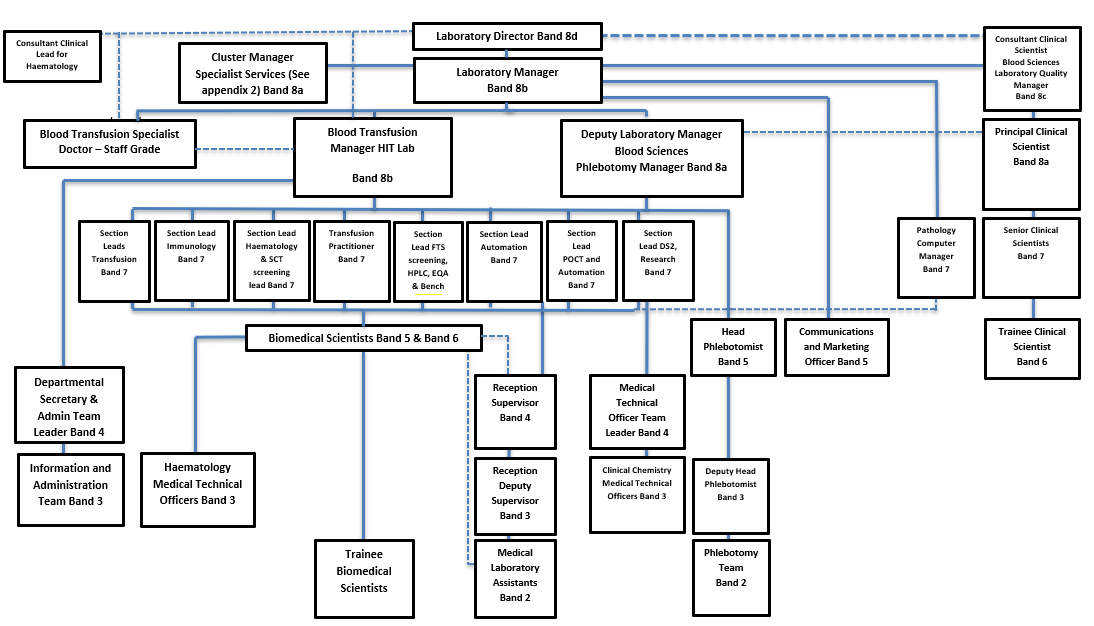 Laboratory Director Band 8d
Consultant Clinical
Lead for
Haematology
Cluster Manager
Specialist Services (See
appendix 2) Band 8a
Laboratory Manager
Band 8b
Consultant Clinical
Scientist
Blood Sciences
Laboratory Quality
Manager
Band 8c
Blood Transfusion Specialist
Doctor – Staff Grade
Blood Transfusion
Manager HIT Lab
Band 8b
Deputy Laboratory Manager
Blood Sciences
Phlebotomy Manager Band 8a
Principal Clinical
Scientist
Band 8a
Section
Leads
Transfusion
Band 7
Section Lead
Immunology
Band 7
Section Lead
Haematology
& SCT
screening
lead Band 7
Transfusion
Practitioner
Band 7
Section
Lead FTS
screening,
HPLC, EQA
& Bench
Section Lead
Automation
Band 7
Section
Lead
POCT and
Automation
Band 7
Section
Lead DS2,
Research
Band 7
Pathology
Computer
Manager
Band 7
Senior Clinical
Scientists
Band 7
Biomedical Scientists Band 5 & Band 6
Head
Phlebotomist
Band 5
Communications
and Marketing
Officer Band 5
Trainee Clinical
Scientist
Band 6
Departmental
Secretary &
Admin Team
Leader Band 4
Reception
Supervisor
Band 4
Medical
Technical
Officer Team
Leader Band 4
Information and
Administration
Team Band 3
Haematology
Medical Technical
Officers Band 3
Reception
Deputy
Supervisor
Band 3
Clinical Chemistry
Medical Technical
Officers Band 3
Deputy Head
Phlebotomist
Band 3
Trainee
Biomedical
Scientists
Medical
Laboratory
Assistants
Band 2
Phlebotomy
Team
Band 2